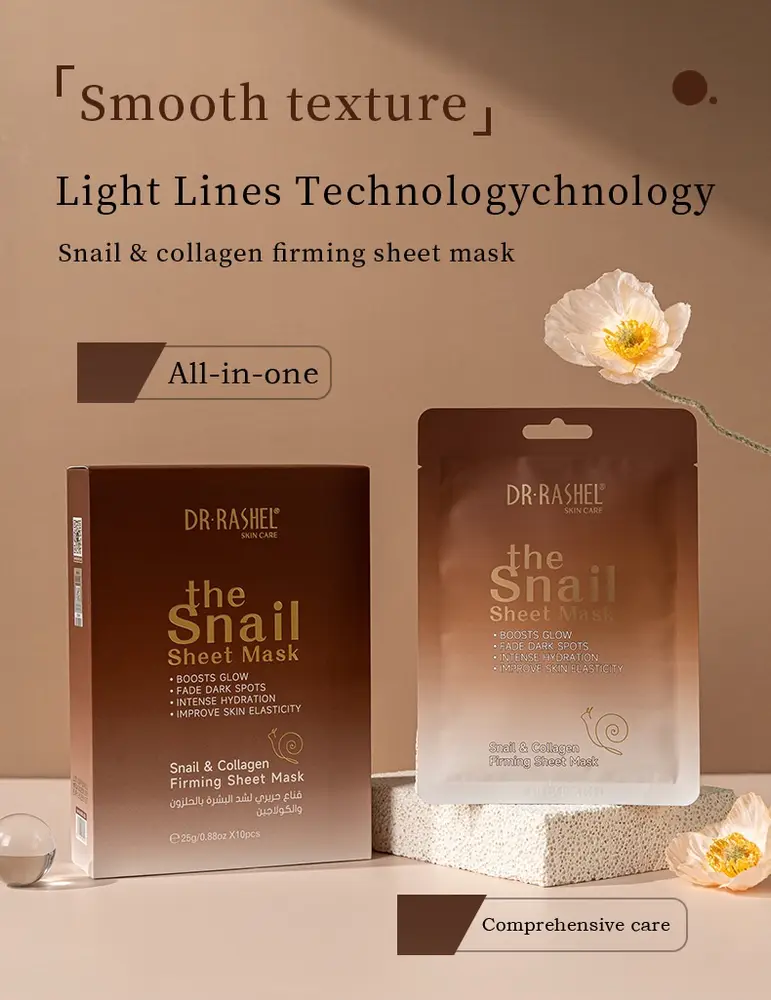 「Smooth texture」
Light Lines Technologychnology
Snail & collagen firming sheet mask
All-in-one
DR·RASHEL®
SKIN CARE
the
Snail
Sheet Mask
• BOOSTS GLOW
• FADE DARK SPOTS
• INTENSE HYDRATION
• IMPROVE SKIN ELASTICITY
Snail & Collagen
Firming Sheet Mask
قناع حريري لشد البشرة بالحلزون
والكولاجين
℮25g/0.88oz X10pcs
DR·RASHEL®
SKIN CARE
the
Snail
Sheet Mask
• BOOSTS GLOW
• FADE DARK SPOTS
• INTENSE HYDRATION
• IMPROVE SKIN ELASTICITY
Snail & Collagen
Firming Sheet Mask
Comprehensive care